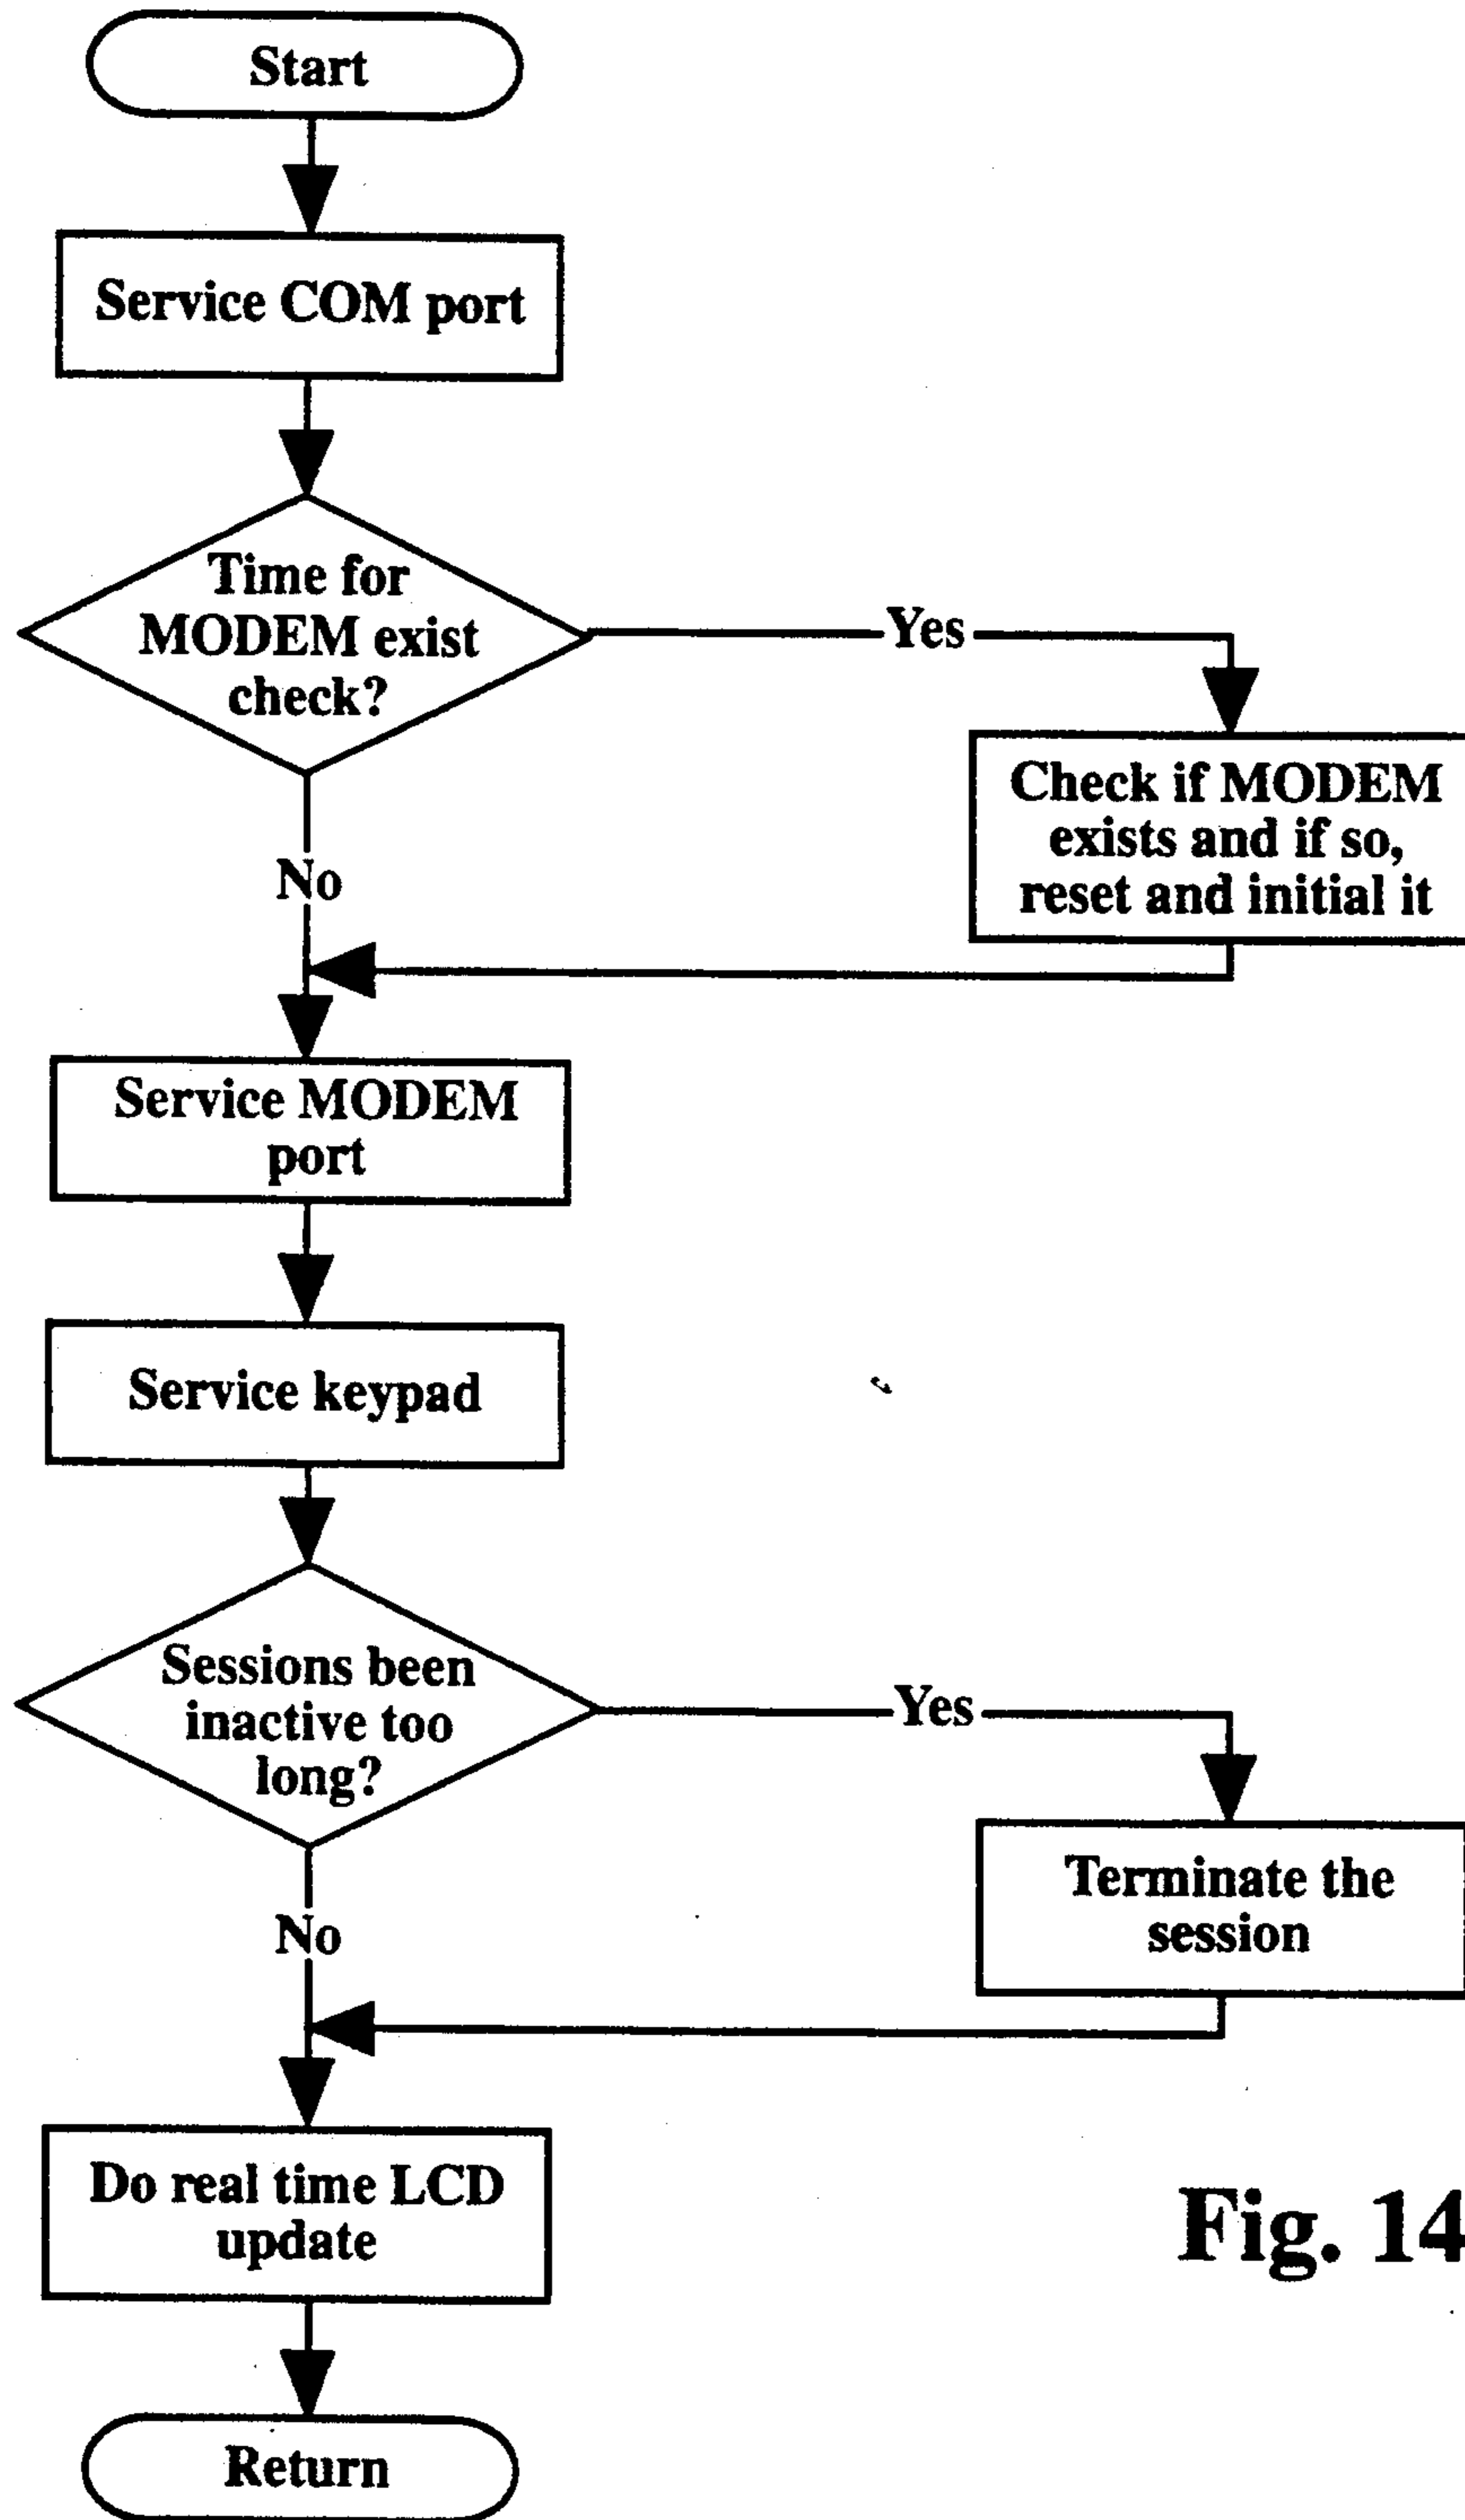 Start
Service COM port
Time for
MODEM exist
check?
Yes
Check if MODEM
exists and if so,
reset and initial it
No
Service MODEM
port
Service keypad
Sessions been
inactive too
long?
Yes
Terminate the
session
No
Do real time LCD
update
Fig. 14
Return